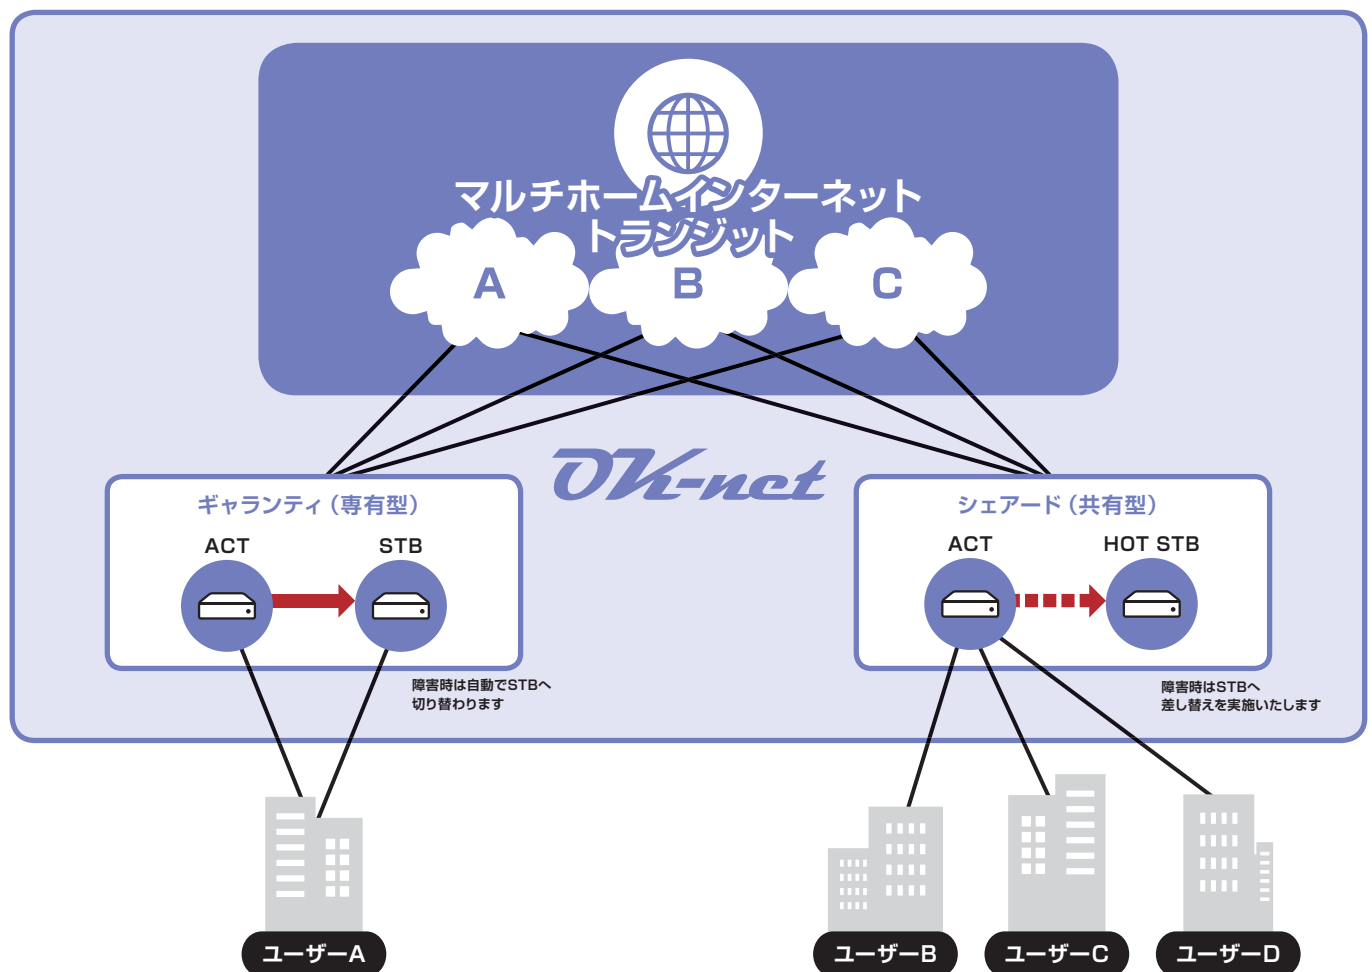 マルチホームインターネット
トランジット
A
B
C
OK-net
ギャランティ（専有型）
ACT
STB
障害時は自動でSTBへ
切り替わります
シェアード（共有型）
ACT
HOT STB
障害時はSTBへ
差し替えを実施いたします
ユーザーA
ユーザーB
ユーザーC
ユーザーD